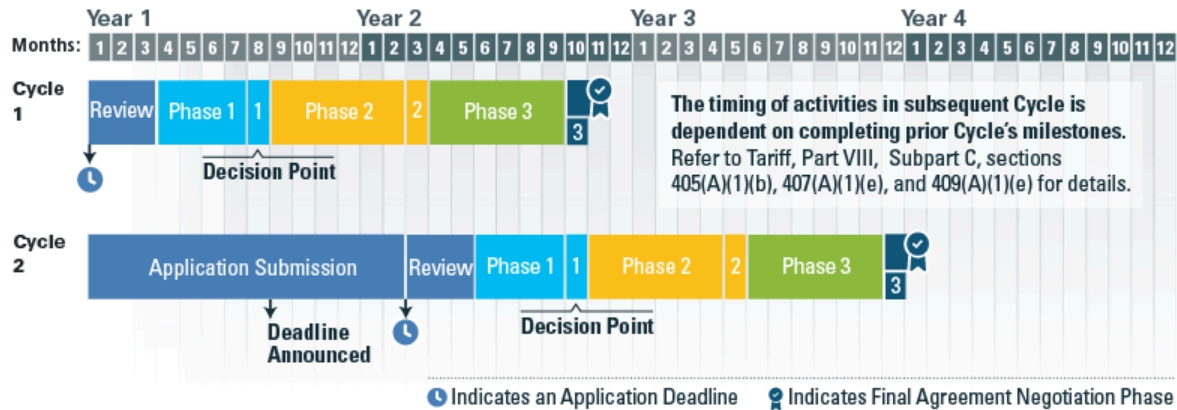 Year 1 Year 2 Year 3 Year 4
Months: 1 2 3 4 5 6 7 8 9 10 11 12 1 2 3 4 5 6 7 8 9 10 11 12 1 2 3 4 5 6 7 8 9 10 11 12 1 2 3 4 5 6 7 8 9 10 11 12
Cycle
1
Review Phase 1 1 Phase 2 2 Phase 3 3
Decision Point
The timing of activities in subsequent Cycle is
dependent on completing prior Cycle's milestones.
Refer to Tariff, Part VIII, Subpart C, sections
405(A)(1)(b), 407(A)(1)(e), and 409(A)(1)(e) for details.
Cycle
2
Application Submission Review Phase 1 1 Phase 2 2 Phase 3 3
Deadline
Announced
Decision Point
Indicates an Application Deadline Indicates Final Agreement Negotiation Phase